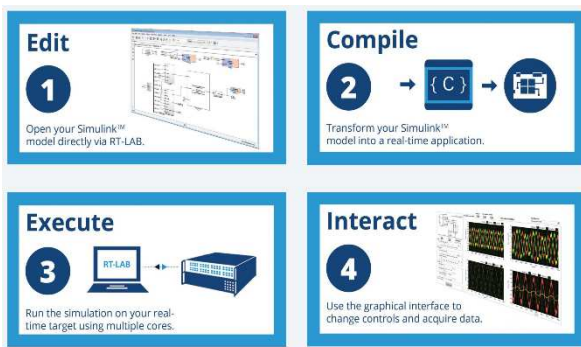 Edit
1
Open your Simulink™
model directly via RT-LAB.
Compile
2
{ C }
Transform your Simulink™
model into a real-time application.
Execute
3
RT-LAB
Run the simulation on your real-
time target using multiple cores.
Interact
4
Use the graphical interface to
change controls and acquire data.